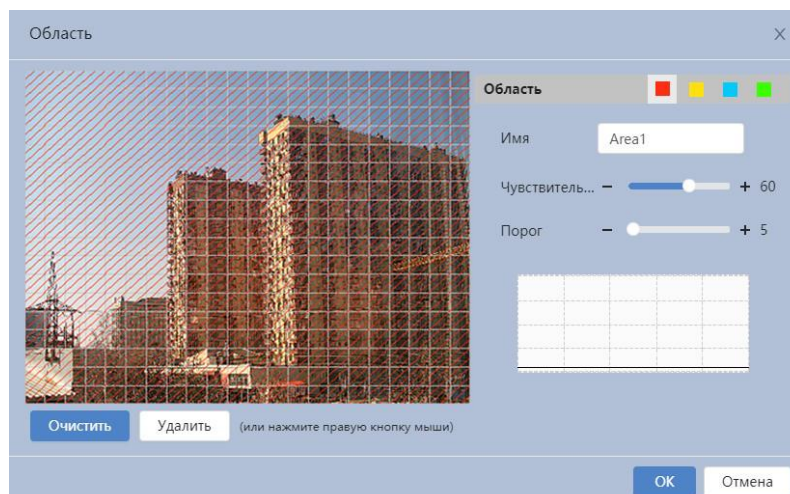 Область
X
Область
Имя
Area1
Чувствитель... − + 60
Порог − + 5
Очистить Удалить (или нажмите правую кнопку мыши)
OK Отмена